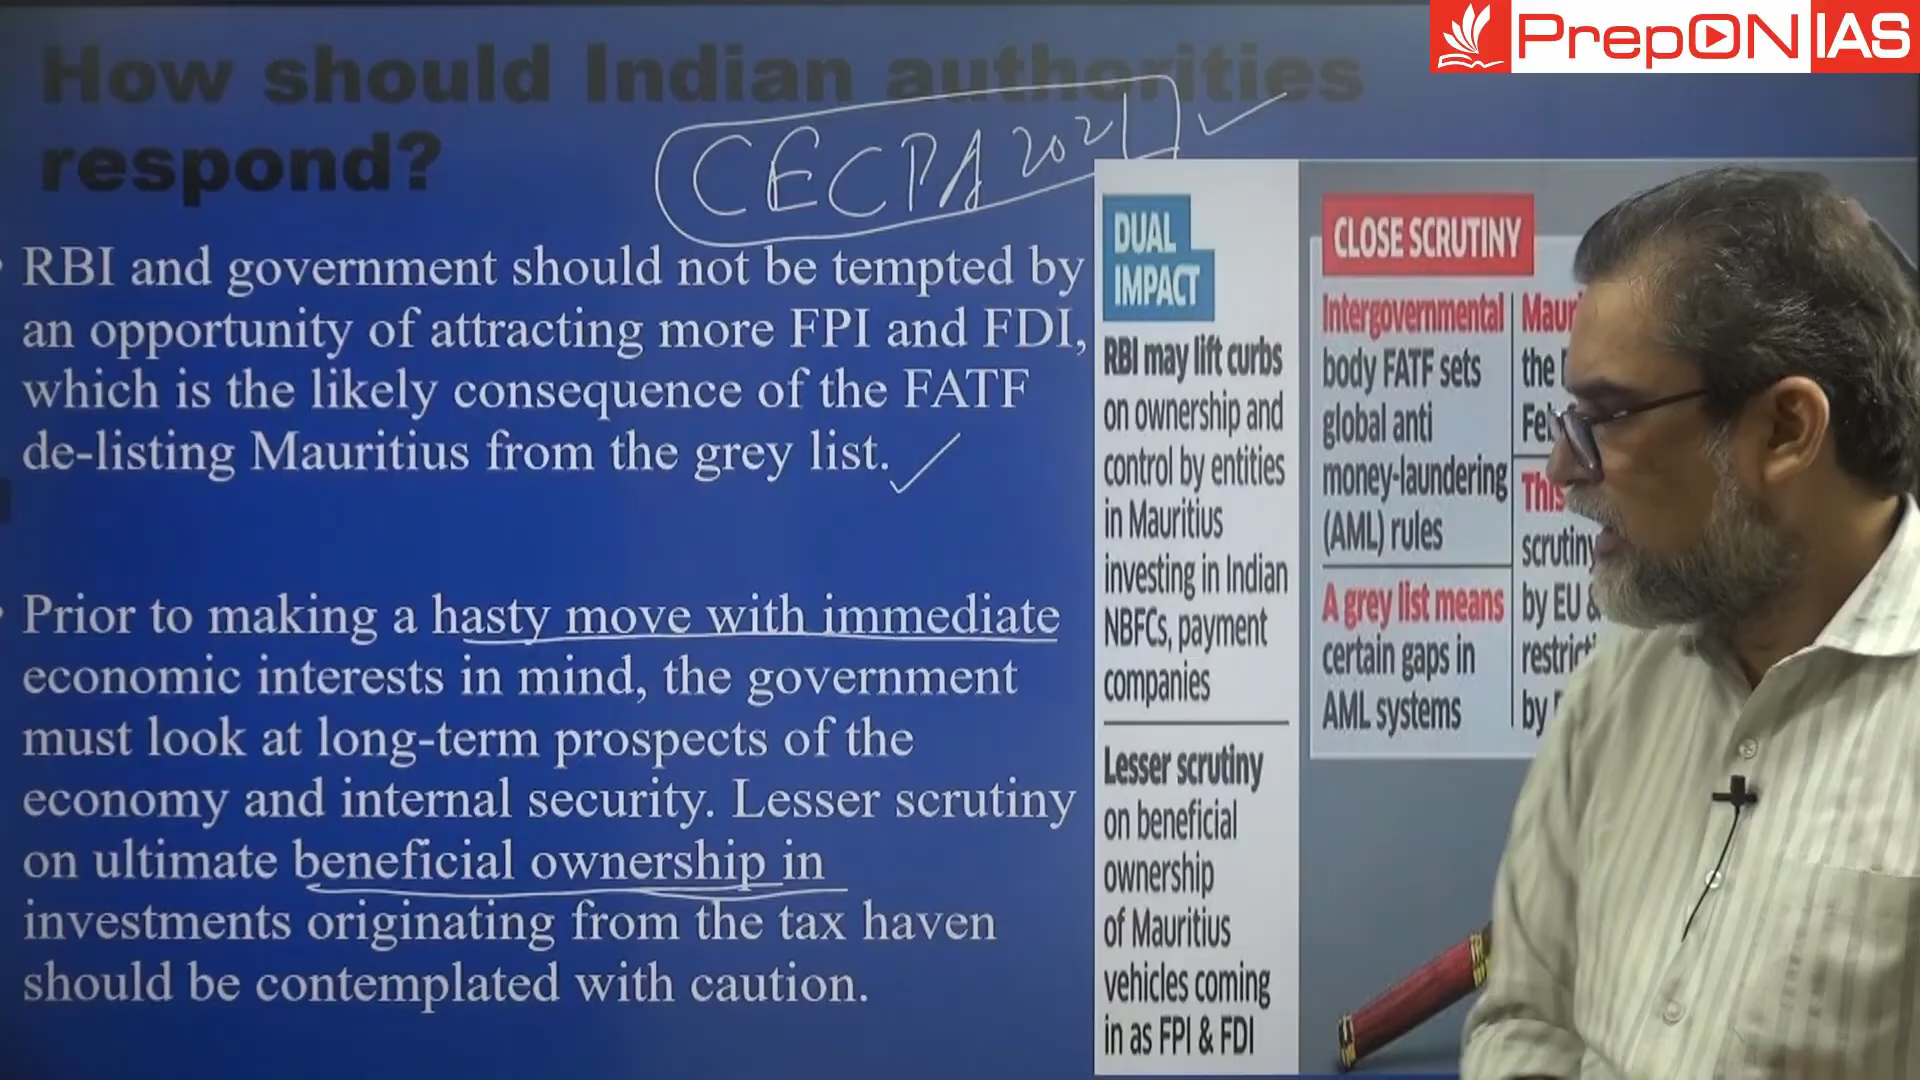 PrepON IAS
How should Indian authorities
respond?
CECPA 2021
RBI and government should not be tempted by
an opportunity of attracting more FPI and FDI,
which is the likely consequence of the FATF
de-listing Mauritius from the grey list.
Prior to making a hasty move with immediate
economic interests in mind, the government
must look at long-term prospects of the
economy and internal security. Lesser scrutiny
on ultimate beneficial ownership in
investments originating from the tax haven
should be contemplated with caution.
DUAL
IMPACT
RBI may lift curbs
on ownership and
control by entities
in Mauritius
investing in Indian
NBFCs, payment
companies
Lesser scrutiny
on beneficial
ownership
of Mauritius
vehicles coming
in as FPI & FDI
CLOSE SCRUTINY
Intergovernmental
body FATF sets
global anti
money-laundering
(AML) rules
A grey list means
certain gaps in
AML systems
the
This
scrutiny
by EU &
by